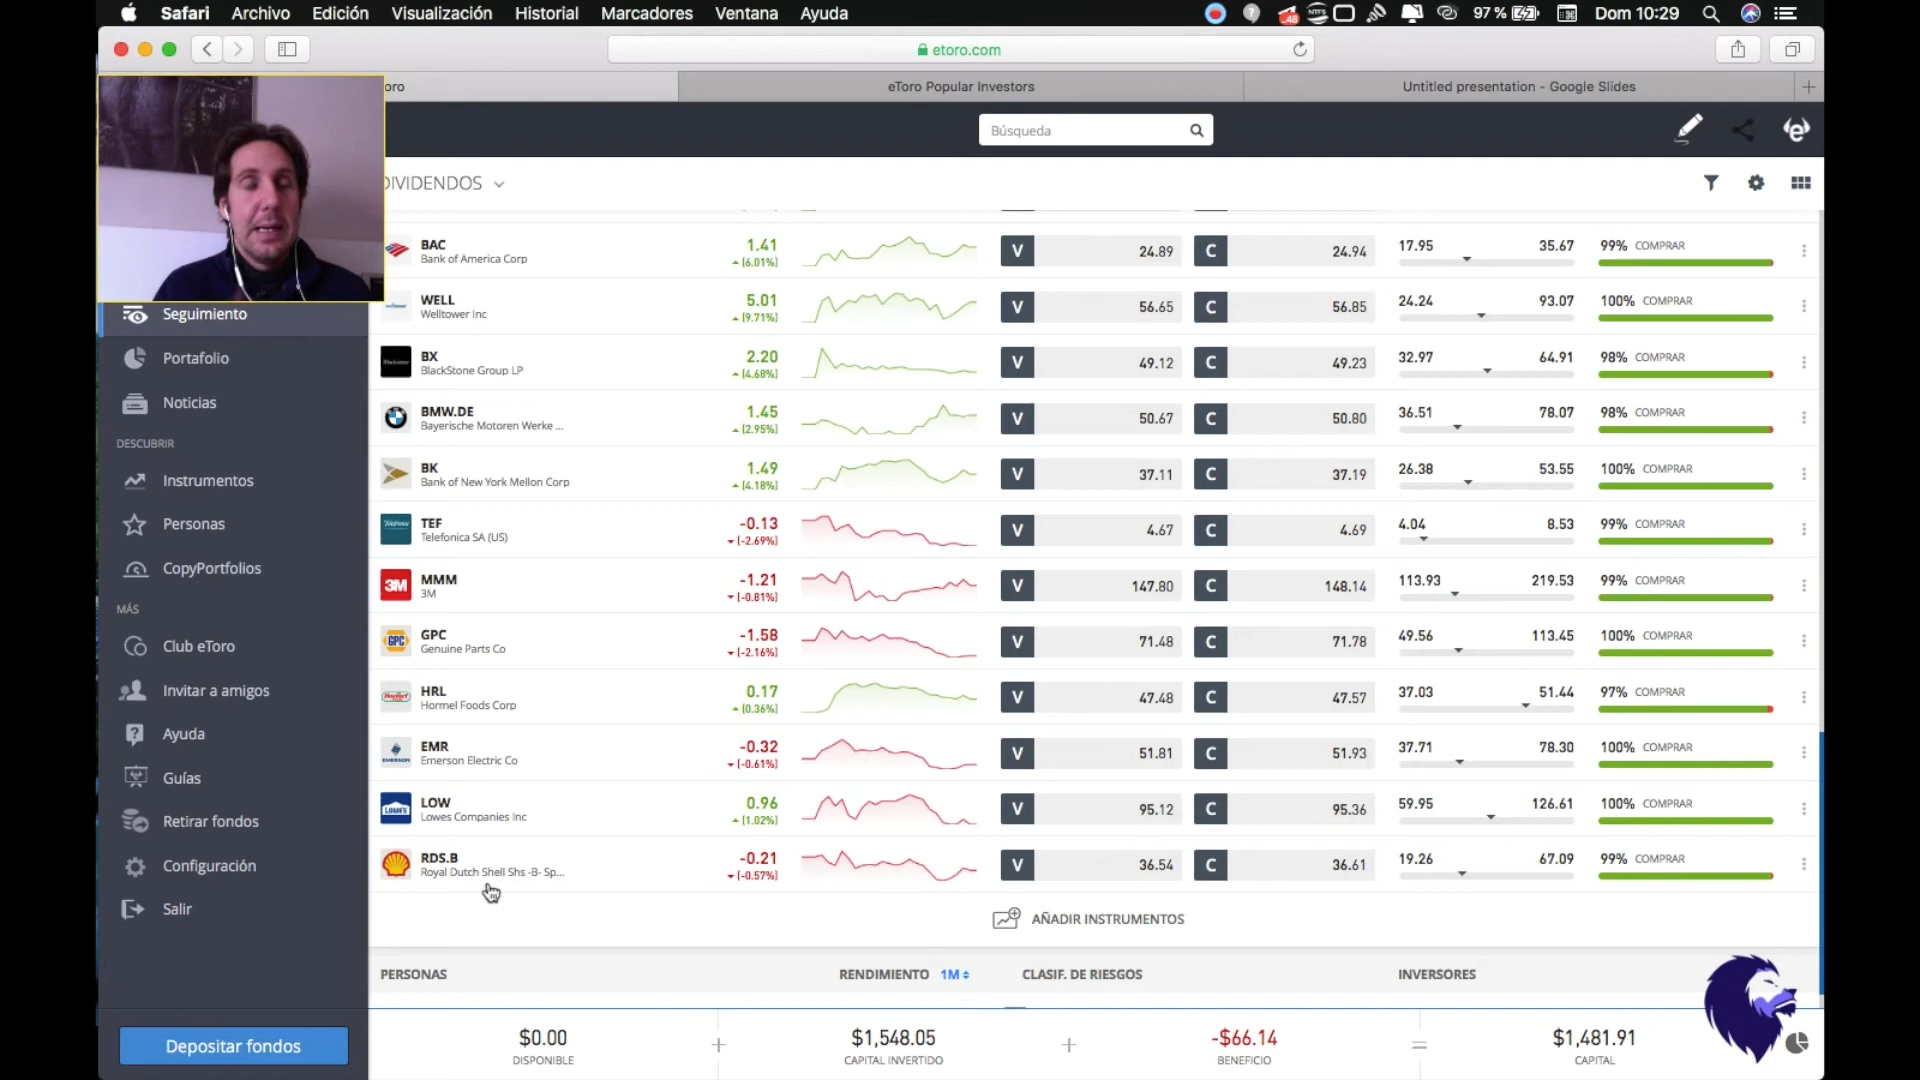 Safari Archivo Edición Visualización Historial Marcadores Ventana Ayuda 97 % Dom 10:29
etoro.com
oro eToro Popular Investors Untitled presentation - Google Slides
Búsqueda
DIVIDENDOS
BAC 1.41 V 24.89 C 24.94 17.95 35.67 99% COMPRAR
Bank of America Corp (6.01%)
WELL 5.01 V 56.65 C 56.85 24.24 93.07 100% COMPRAR
Welltower Inc (9.71%)
BX 2.20 V 49.12 C 49.23 32.97 64.91 98% COMPRAR
BlackStone Group LP (4.68%)
BMW.DE 1.45 V 50.67 C 50.80 36.51 78.07 98% COMPRAR
Bayerische Motoren Werke ... (2.95%)
BK 1.49 V 37.11 C 37.19 26.38 53.55 100% COMPRAR
Bank of New York Mellon Corp (4.18%)
TEF -0.13 V 4.67 C 4.69 4.04 8.53 99% COMPRAR
Telefonica SA (US) (-2.69%)
3M MMM -1.21 V 147.80 C 148.14 113.93 219.53 99% COMPRAR
3M (-0.81%)
GPC GPC -1.58 V 71.48 C 71.78 49.56 113.45 100% COMPRAR
Genuine Parts Co (-2.16%)
HRL 0.17 V 47.48 C 47.57 37.03 51.44 97% COMPRAR
Hormel Foods Corp (0.36%)
EMR -0.32 V 51.81 C 51.93 37.71 78.30 100% COMPRAR
Emerson Electric Co (-0.61%)
LOW 0.96 V 95.12 C 95.36 59.95 126.61 100% COMPRAR
Lowes Companies Inc (1.02%)
RDS.B -0.21 V 36.54 C 36.61 19.26 67.09 99% COMPRAR
Royal Dutch Shell Shs -B- Sp... (-0.57%)
AÑADIR INSTRUMENTOS
PERSONAS RENDIMIENTO 1M CLASIF. DE RIESGOS INVERSORES
Seguimiento
Portafolio
Noticias
DESCUBRIR
Instrumentos
Personas
CopyPortfolios
MÁS
Club eToro
Invitar a amigos
Ayuda
Guías
Retirar fondos
Configuración
Salir
Depositar fondos
$0.00 + $1,548.05 + -$66.14 = $1,481.91
DISPONIBLE CAPITAL INVERTIDO BENEFICIO CAPITAL